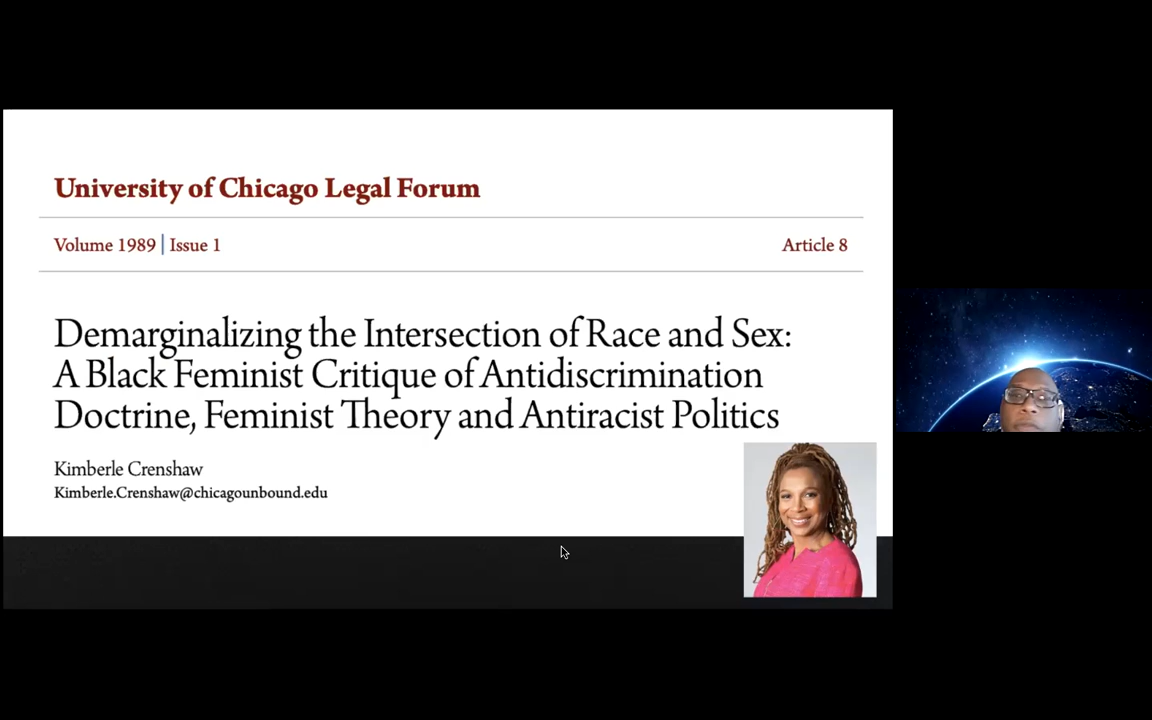 University of Chicago Legal Forum
Volume 1989 | Issue 1
Article 8
Demarginalizing the Intersection of Race and Sex:
A Black Feminist Critique of Antidiscrimination
Doctrine, Feminist Theory and Antiracist Politics
Kimberle Crenshaw
Kimberle.Crenshaw@chicagounbound.edu